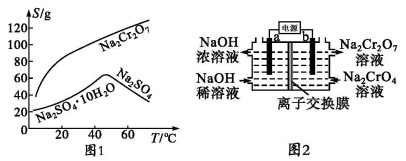 S/g
120
100
80
60
40
20
0
20 40 60 T/℃
Na₂Cr₂O₇
Na₂SO₄
Na₂SO₄·10H₂O
图1
电源
a b
NaOH
浓溶液
Na₂Cr₂O₇
溶液
NaOH
稀溶液
Na₂CrO₄
溶液
离子交换膜
图2